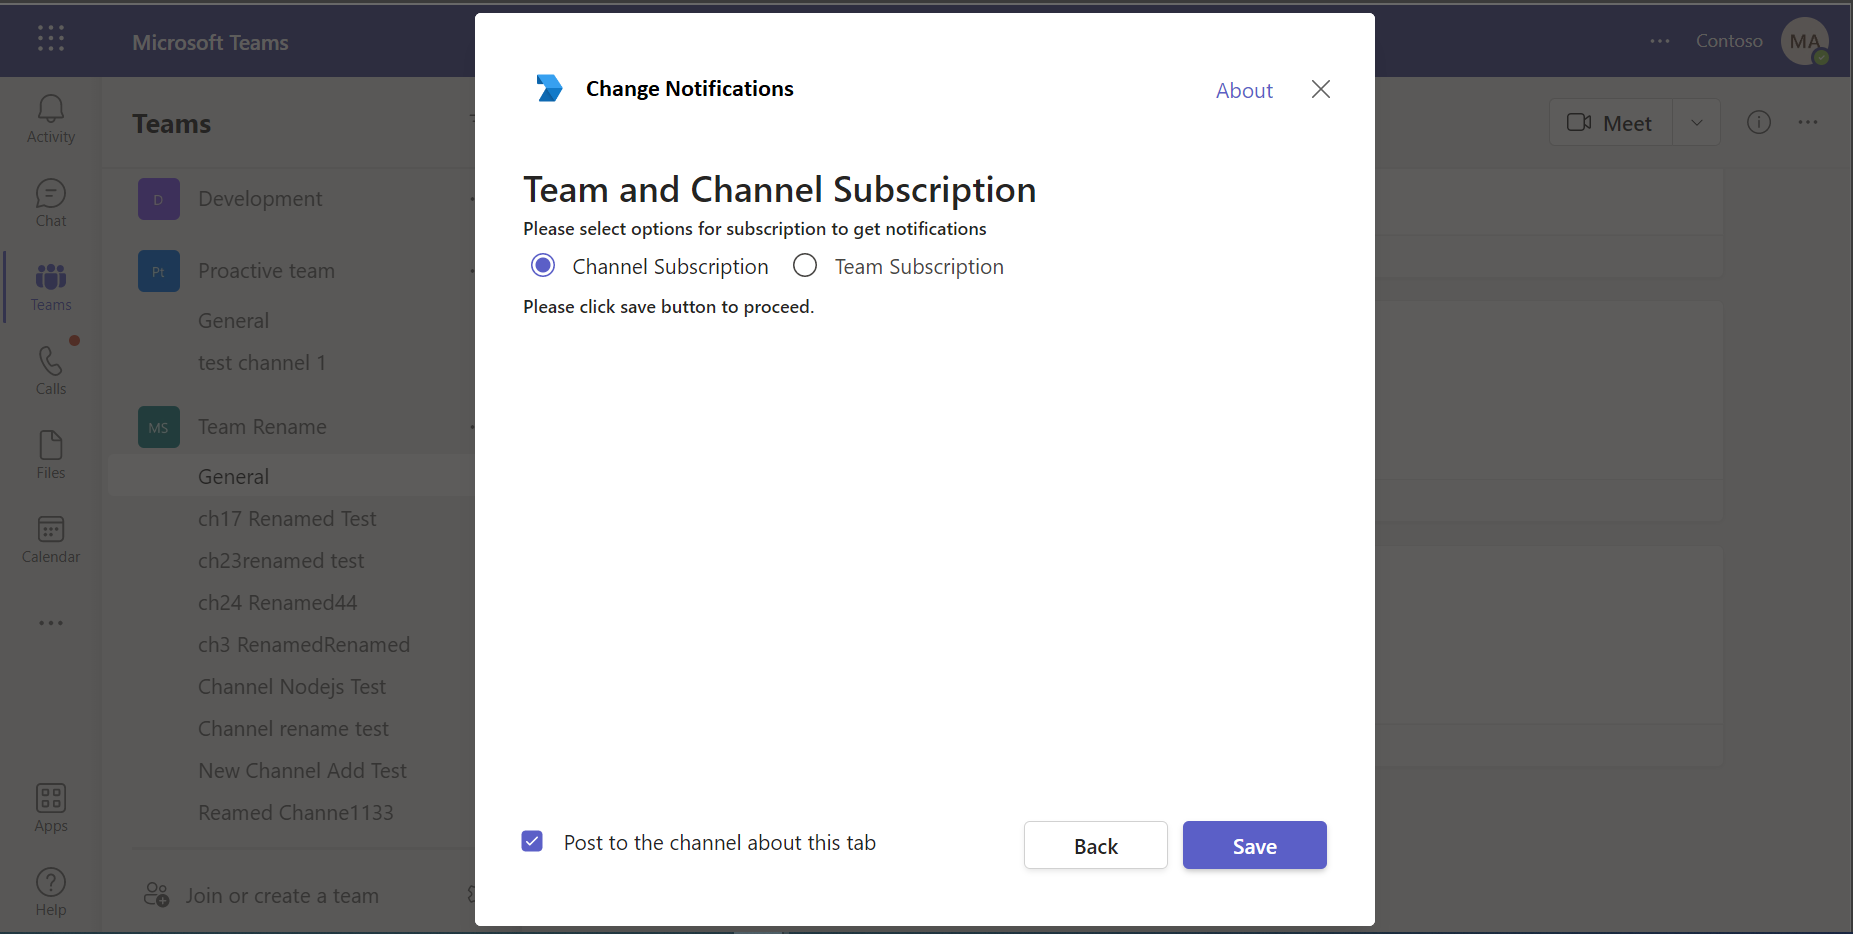 Microsoft Teams
Contoso
MA
Activity
Chat
Teams
Calls
Files
Calendar
Apps
Help
Teams
D Development
Pt Proactive team
General
test channel 1
MS Team Rename
General
ch17 Renamed Test
ch23renamed test
ch24 Renamed44
ch3 RenamedRenamed
Channel Nodejs Test
Channel rename test
New Channel Add Test
Reamed Channe1133
Join or create a team
Change Notifications
About
Team and Channel Subscription
Please select options for subscription to get notifications
Channel Subscription Team Subscription
Please click save button to proceed.
Post to the channel about this tab
Back
Save
Meet